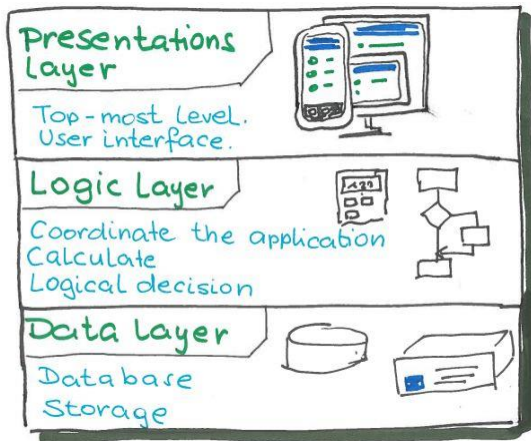 Presentations
Layer
Top-most Level.
User interface.
Logic Layer
123
Coordinate the application
Calculate
Logical decision
Data Layer
Database
Storage